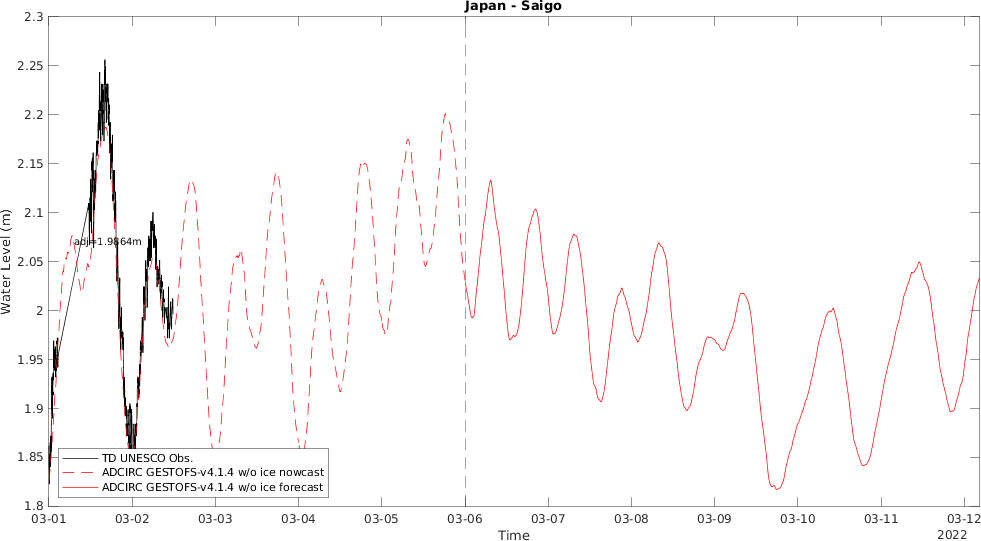 Japan - Saigo
2.3
2.25
2.2
2.15
2.1
2.05
2
1.95
1.9
1.85
1.8
Water Level (m)
adj=1.9864m
TD UNESCO Obs.
ADCIRC GESTOFS-v4.1.4 w/o ice nowcast
ADCIRC GESTOFS-v4.1.4 w/o ice forecast
03-01 03-02 03-03 03-04 03-05 03-06 03-07 03-08 03-09 03-10 03-11 03-12
Time
2022